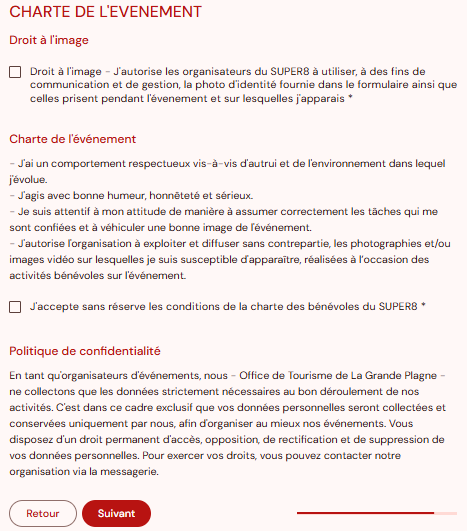 CHARTE DE L'EVENEMENT
Droit à l'image
Droit à l'image - J'autorise les organisateurs du SUPER8 à utiliser, à des fins de
communication et de gestion, la photo d'identité fournie dans le formulaire ainsi que
celles prisent pendant l'évenement et sur lesquelles j'apparais *
Charte de l'événement
- J'ai un comportement respectueux vis-à-vis d'autrui et de l'environnement dans lequel
j'évolue.
- J'agis avec bonne humeur, honnêteté et sérieux.
- Je suis attentif à mon attitude de manière à assumer correctement les tâches qui me
sont confiées et à véhiculer une bonne image de l'événement.
- J'autorise l'organisation à exploiter et diffuser sans contrepartie, les photographies et/ou
images vidéo sur lesquelles je suis susceptible d'apparaître, réalisées à l'occasion des
activités bénévoles sur l'événement.
J'accepte sans réserve les conditions de la charte des bénévoles du SUPER8 *
Politique de confidentialité
En tant qu'organisateurs d'événements, nous - Office de Tourisme de La Grande Plagne -
ne collectons que les données strictement nécessaires au bon déroulement de nos
activités. C'est dans ce cadre exclusif que vos données personnelles seront collectées et
conservées uniquement par nous, afin d'organiser au mieux nos événements. Vous
disposez d'un droit permanent d'accès, opposition, de rectification et de suppression de
vos données personnelles. Pour exercer vos droits, vous pouvez contacter notre
organisation via la messagerie.
Retour Suivant